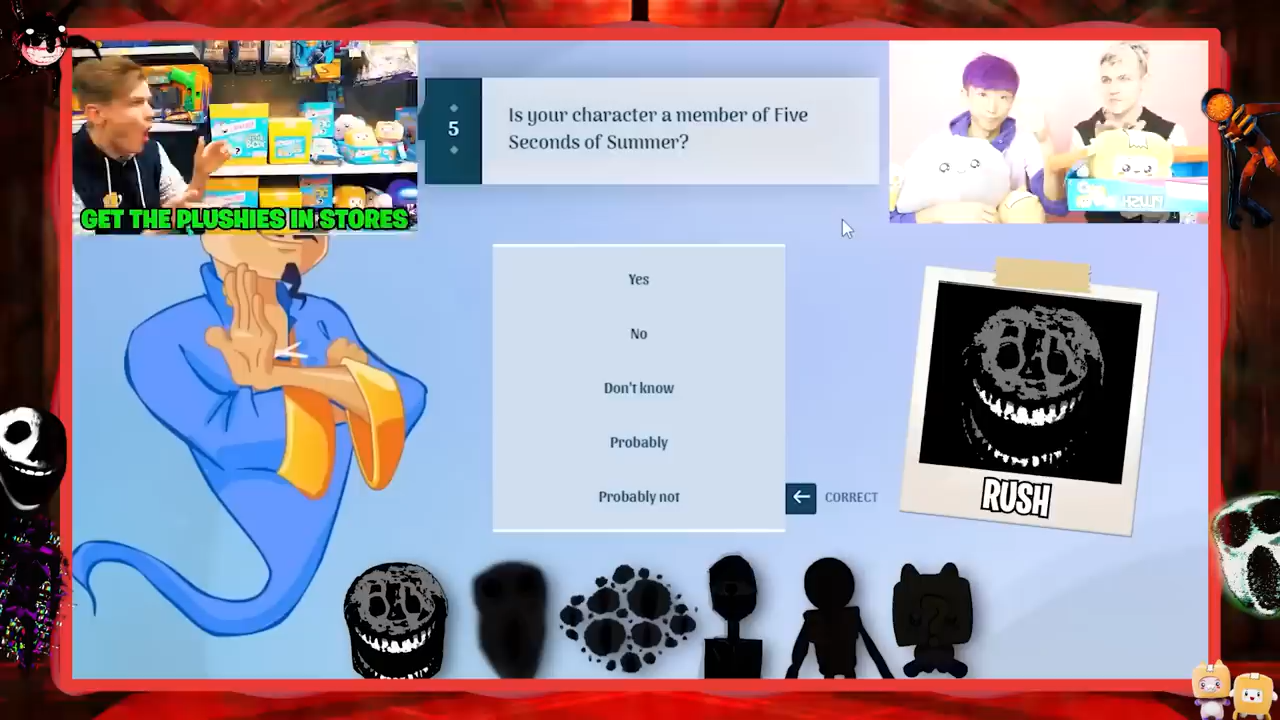 GET THE PLUSHIES IN STORES
5
Is your character a member of Five
Seconds of Summer?
Yes
No
Don't know
Probably
Probably not
CORRECT
RUSH
?